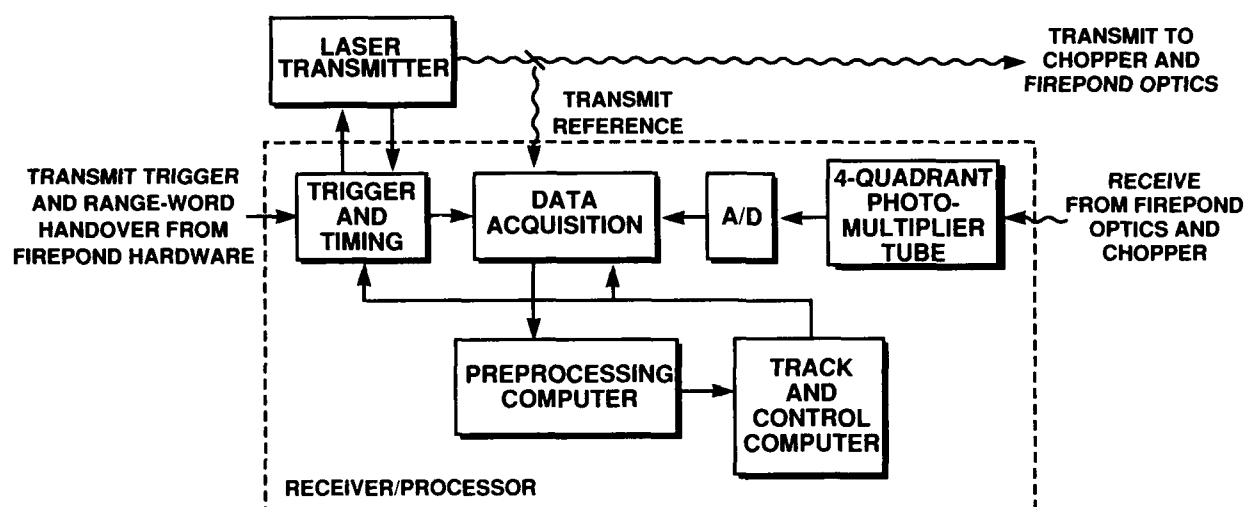 LASER
TRANSMITTER
TRANSMIT TO
CHOPPER AND
FIREPOND OPTICS
TRANSMIT
REFERENCE
TRANSMIT TRIGGER
AND RANGE-WORD
HANDOVER FROM
FIREPOND HARDWARE
TRIGGER
AND
TIMING
DATA
ACQUISITION
A/D
4-QUADRANT
PHOTO-
MULTIPLIER
TUBE
RECEIVE
FROM FIREPOND
OPTICS AND
CHOPPER
PREPROCESSING
COMPUTER
TRACK
AND
CONTROL
COMPUTER
RECEIVER/PROCESSOR